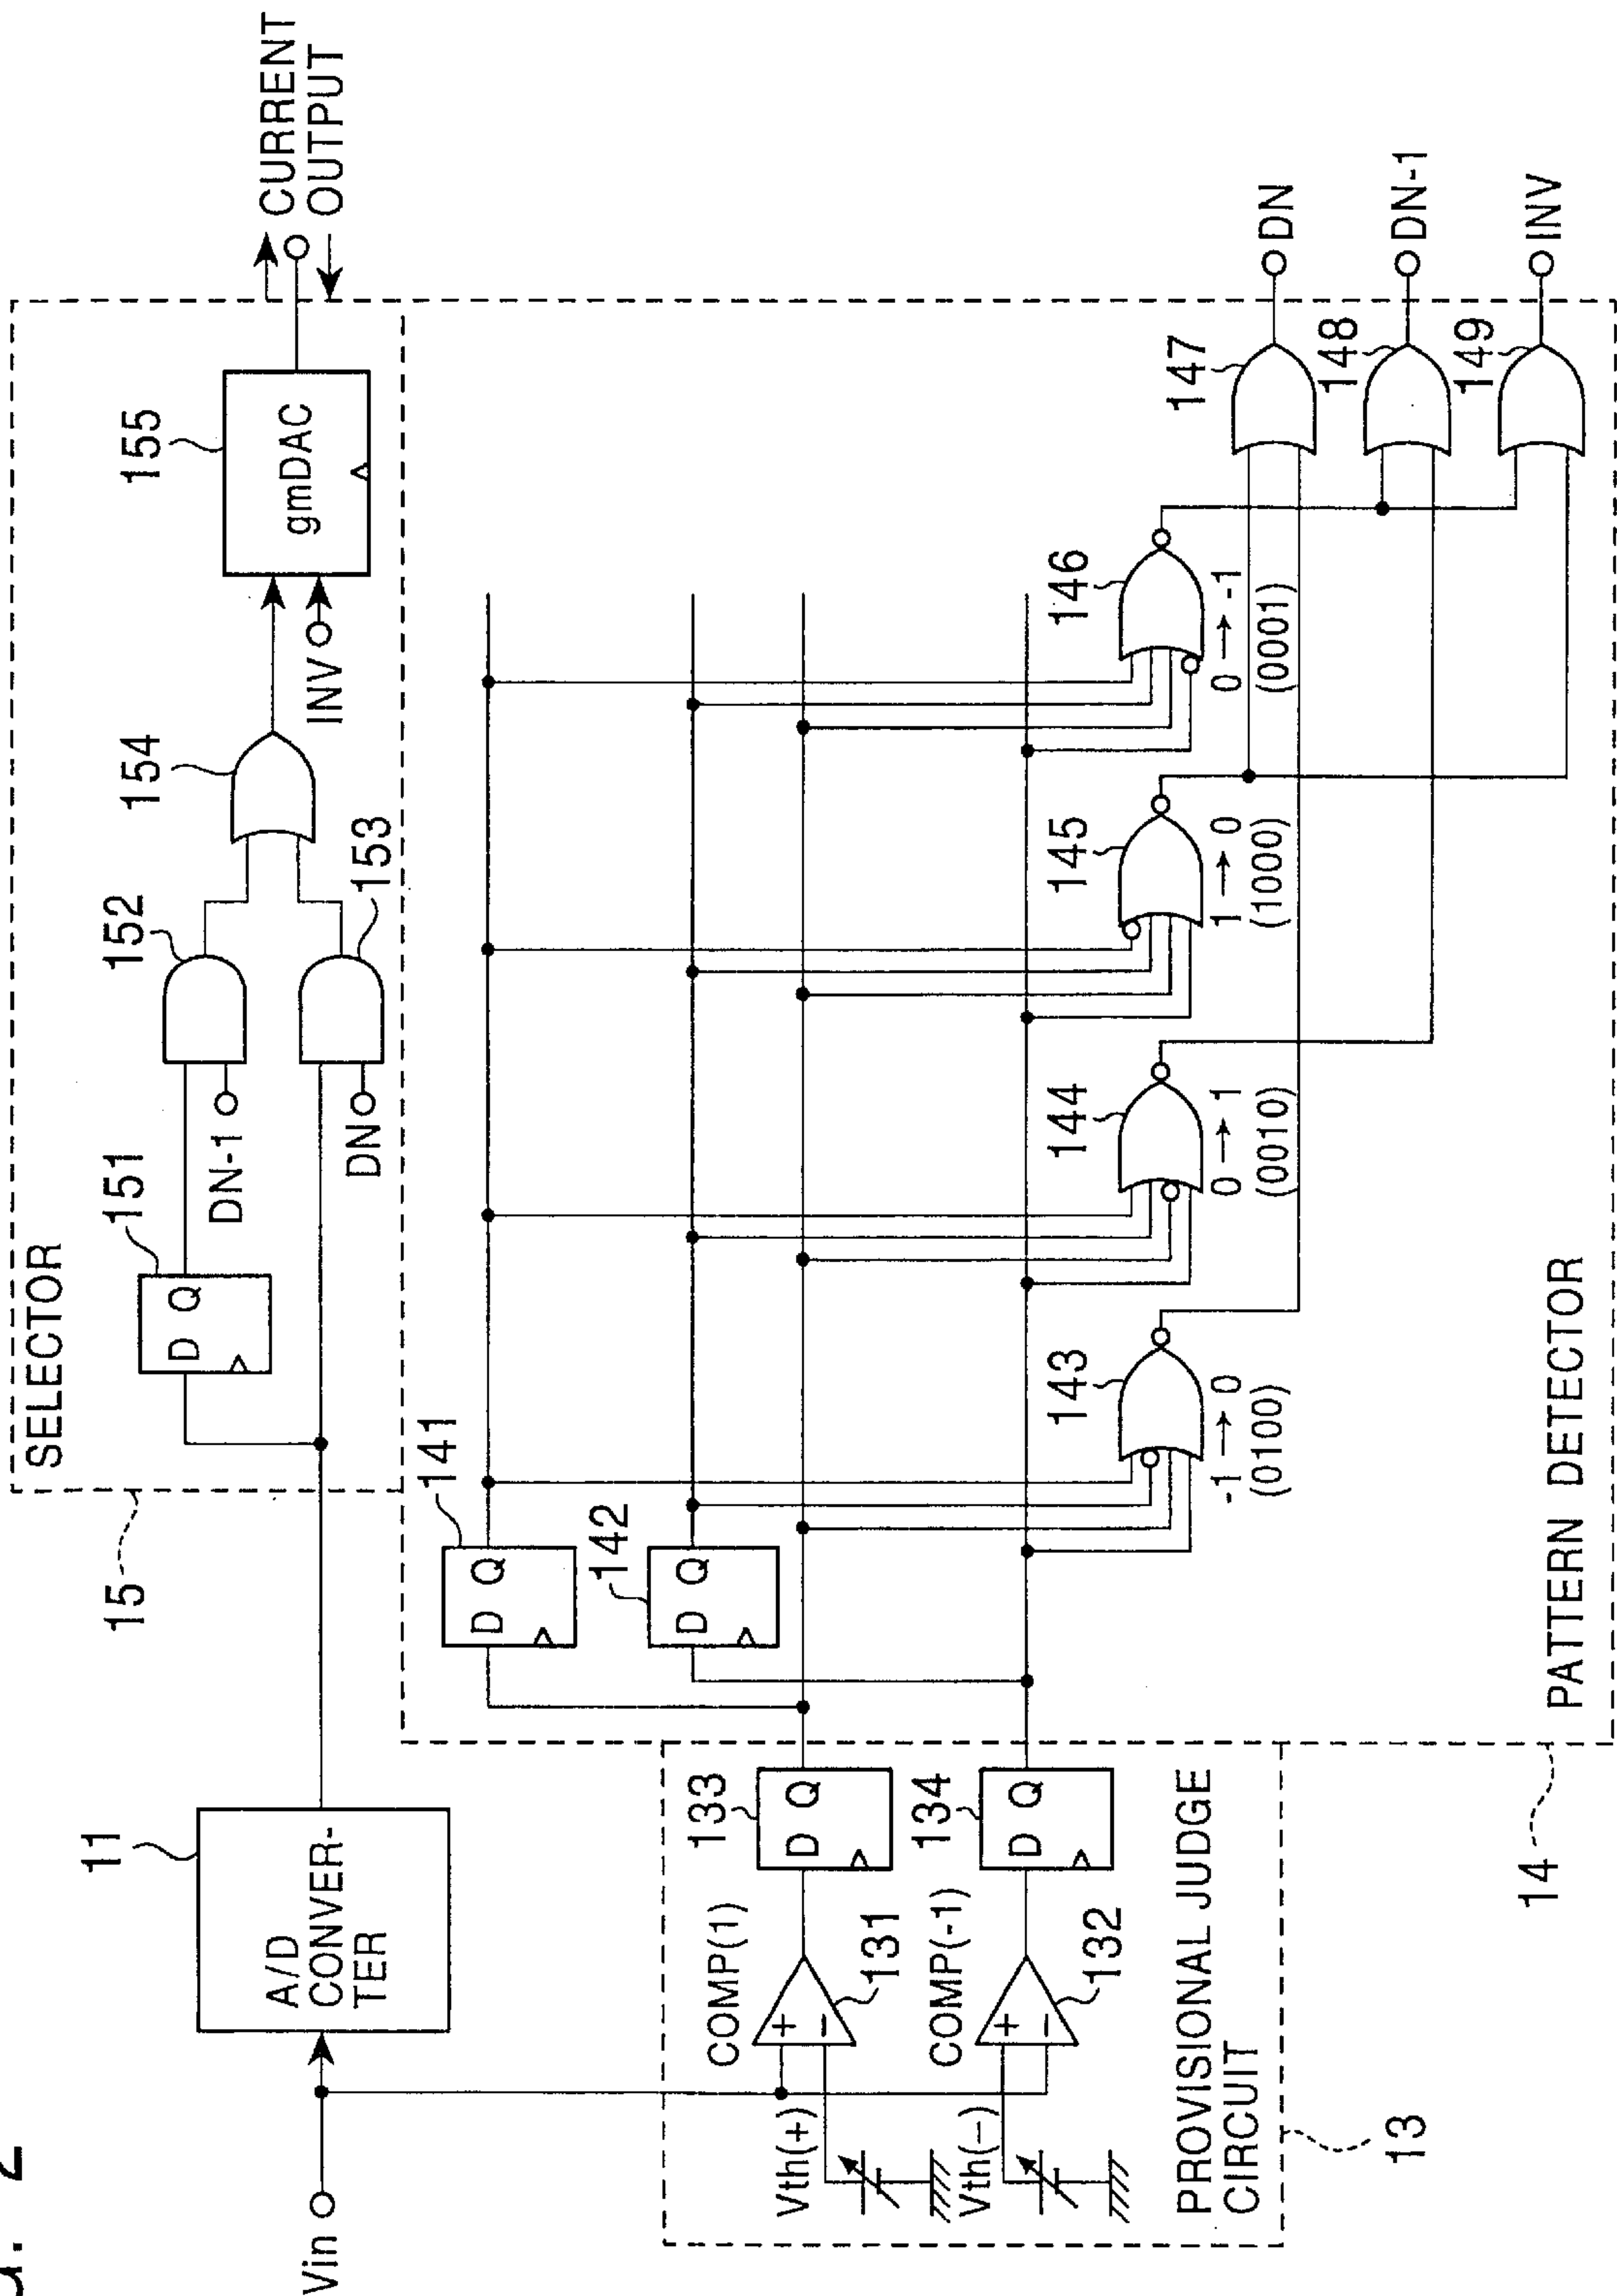 G. 2
SELECTOR
15
151
D Q
DN-1
152
DN
153
154
INV
155
gmDAC
CURRENT
OUTPUT
Vin
11
A/D
CONVER-
TER
141
D Q
142
D Q
PROVISIONAL JUDGE
CIRCUIT
13
Vth(+)
Vth(−)
COMP(1)
+
−
131
COMP(-1)
+
−
132
133
D Q
134
D Q
PATTERN DETECTOR
14
143
-1 → 0
(0100)
144
0 → 1
(0010)
145
1 → 0
(1000)
146
0 → -1
(0001)
147
DN
148
DN-1
149
INV